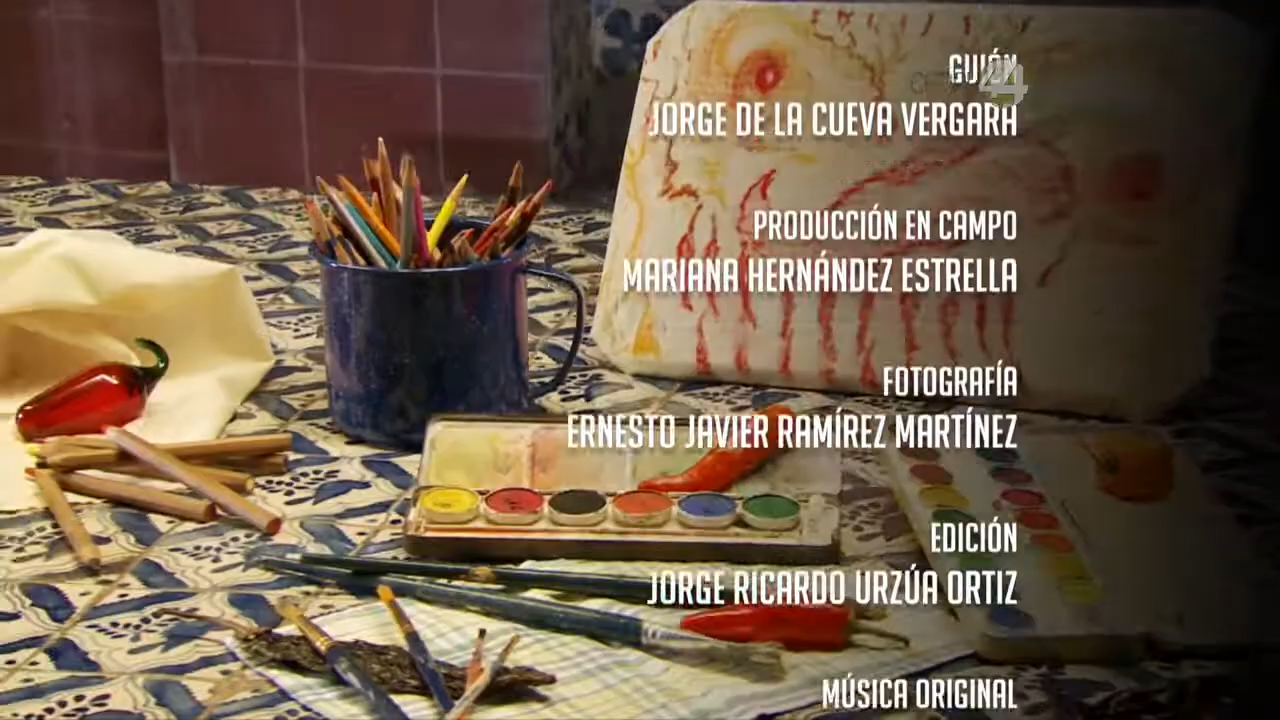 GUIÓN
44
JORGE DE LA CUEVA VERGARA
PRODUCCIÓN EN CAMPO
MARIANA HERNÁNDEZ ESTRELLA
FOTOGRAFÍA
ERNESTO JAVIER RAMÍREZ MARTÍNEZ
EDICIÓN
JORGE RICARDO URZÚA ORTIZ
MÚSICA ORIGINAL